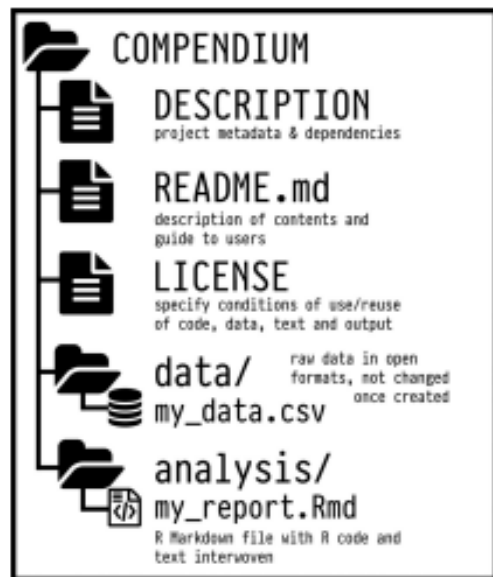 COMPENDIUM
DESCRIPTION
project metadata & dependencies
README.md
description of contents and
guide to users
LICENSE
specify conditions of use/reuse
of code, data, text and output
data/
raw data in open
formats, not changed
once created
my_data.csv
analysis/
my_report.Rmd
R Markdown file with R code and
text interwoven